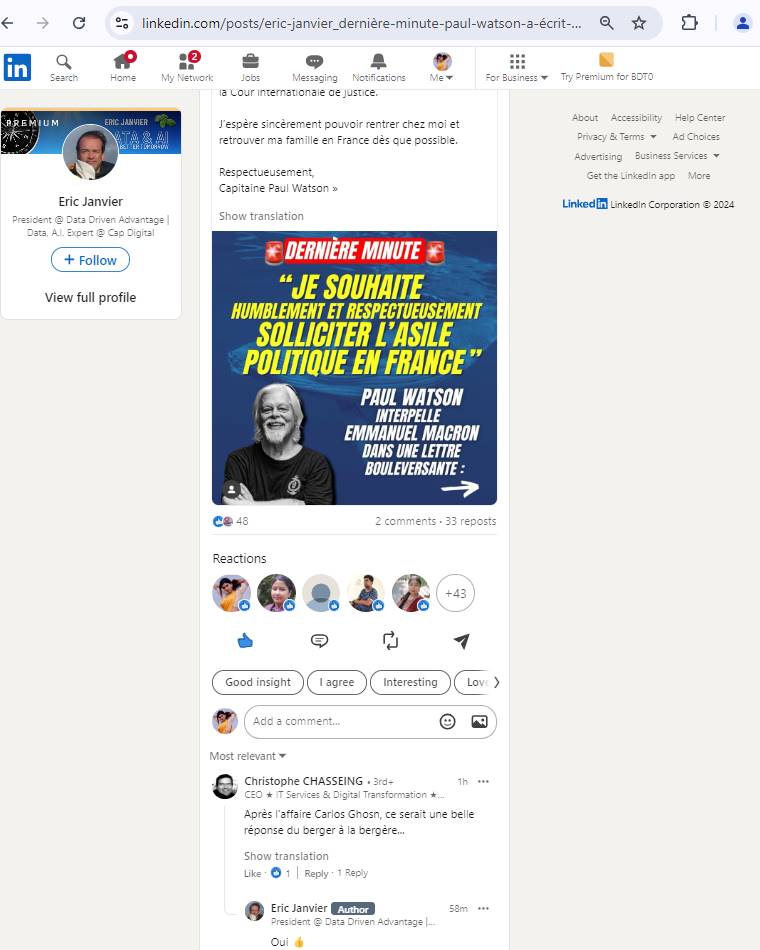 linkedin.com/posts/eric-janvier_dernière-minute-paul-watson-a-écrit-...
in
Search
Home
2
My Network
Jobs
Messaging
Notifications
Me
For Business
Try Premium for BDT0
PREMIUM
ERIC JANVIER
DATA & AI
BETTER TOMORROW
Eric Janvier
President @ Data Driven Advantage |
Data, A.I, Expert @ Cap Digital
+ Follow
View full profile
la Cour internationale de justice.
J'espère sincèrement pouvoir rentrer chez moi et
retrouver ma famille en France dès que possible.
Respectueusement,
Capitaine Paul Watson »
Show translation
DERNIÈRE MINUTE
“JE SOUHAITE
HUMBLEMENT ET RESPECTUEUSEMENT
SOLLICITER L'ASILE
POLITIQUE EN FRANCE”
PAUL WATSON
INTERPELLE
EMMANUEL MACRON
DANS UNE LETTRE
BOULEVERSANTE :
48
2 comments • 33 reposts
Reactions
+43
Good insight
I agree
Interesting
Love
Add a comment...
Most relevant
Christophe CHASSEING • 3rd+
1h
CEO ★ IT Services & Digital Transformation ★...
Après l'affaire Carlos Ghosn, ce serait une belle
réponse du berger à la bergère...
Show translation
Like · 1 | Reply · 1 Reply
Eric Janvier Author
58m
President @ Data Driven Advantage |...
Oui 👍
About Accessibility Help Center
Privacy & Terms Ad Choices
Advertising Business Services
Get the LinkedIn app More
LinkedIn LinkedIn Corporation © 2024